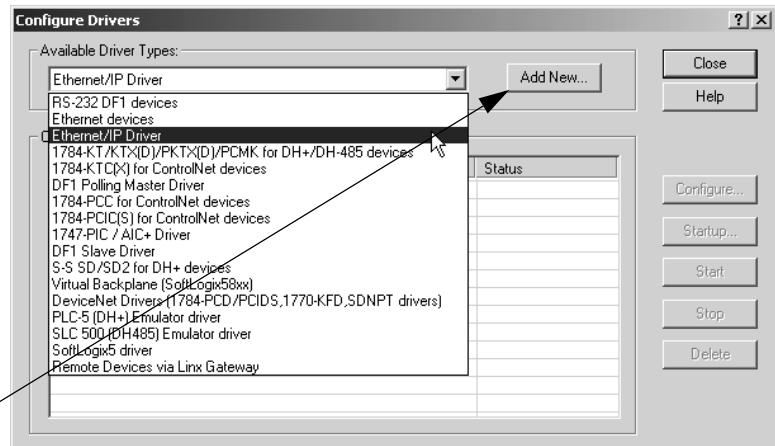 Configure Drivers
Available Driver Types:
Ethernet/IP Driver
Add New...
Close
Help
RS-232 DF1 devices
Ethernet devices
Ethernet/IP Driver
1784-KT/KTX(D)/PKTX(D)/PCMK for DH+/DH-485 devices
1784-KTC(X) for ControlNet devices
DF1 Polling Master Driver
1784-PCC for ControlNet devices
1784-PCIC(S) for ControlNet devices
1747-PIC / AIC+ Driver
DF1 Slave Driver
S-S SD/SD2 for DH+ devices
Virtual Backplane (SoftLogix58xx)
DeviceNet Drivers (1784-PCD/PCIDS,1770-KFD,SDNPT drivers)
PLC-5 (DH+) Emulator driver
SLC 500 (DH485) Emulator driver
SoftLogix5 driver
Remote Devices via Linx Gateway
Status
Configure...
Startup...
Start
Stop
Delete